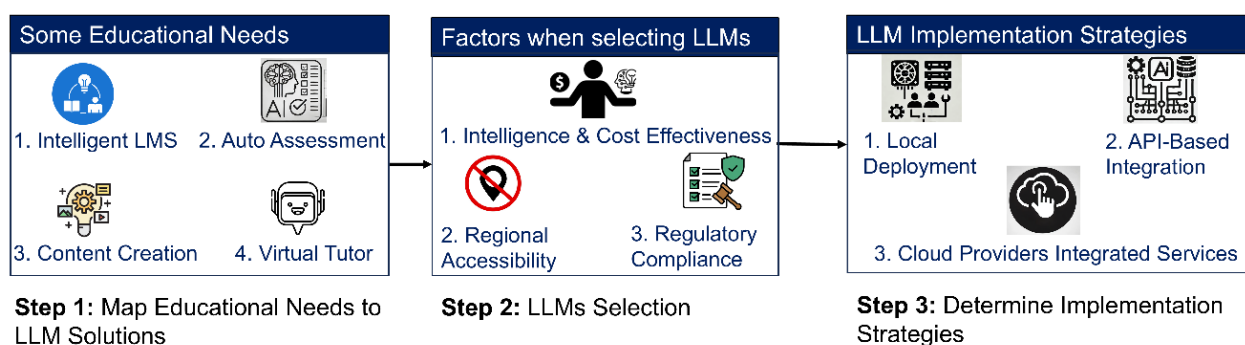 Some Educational Needs
AI
1. Intelligent LMS
2. Auto Assessment
3. Content Creation
4. Virtual Tutor
Step 1: Map Educational Needs to
LLM Solutions
Factors when selecting LLMs
$
1. Intelligence & Cost Effectiveness
2. Regional
Accessibility
3. Regulatory
Compliance
Step 2: LLMs Selection
LLM Implementation Strategies
Ai
1. Local
Deployment
2. API-Based
Integration
3. Cloud Providers Integrated Services
Step 3: Determine Implementation
Strategies